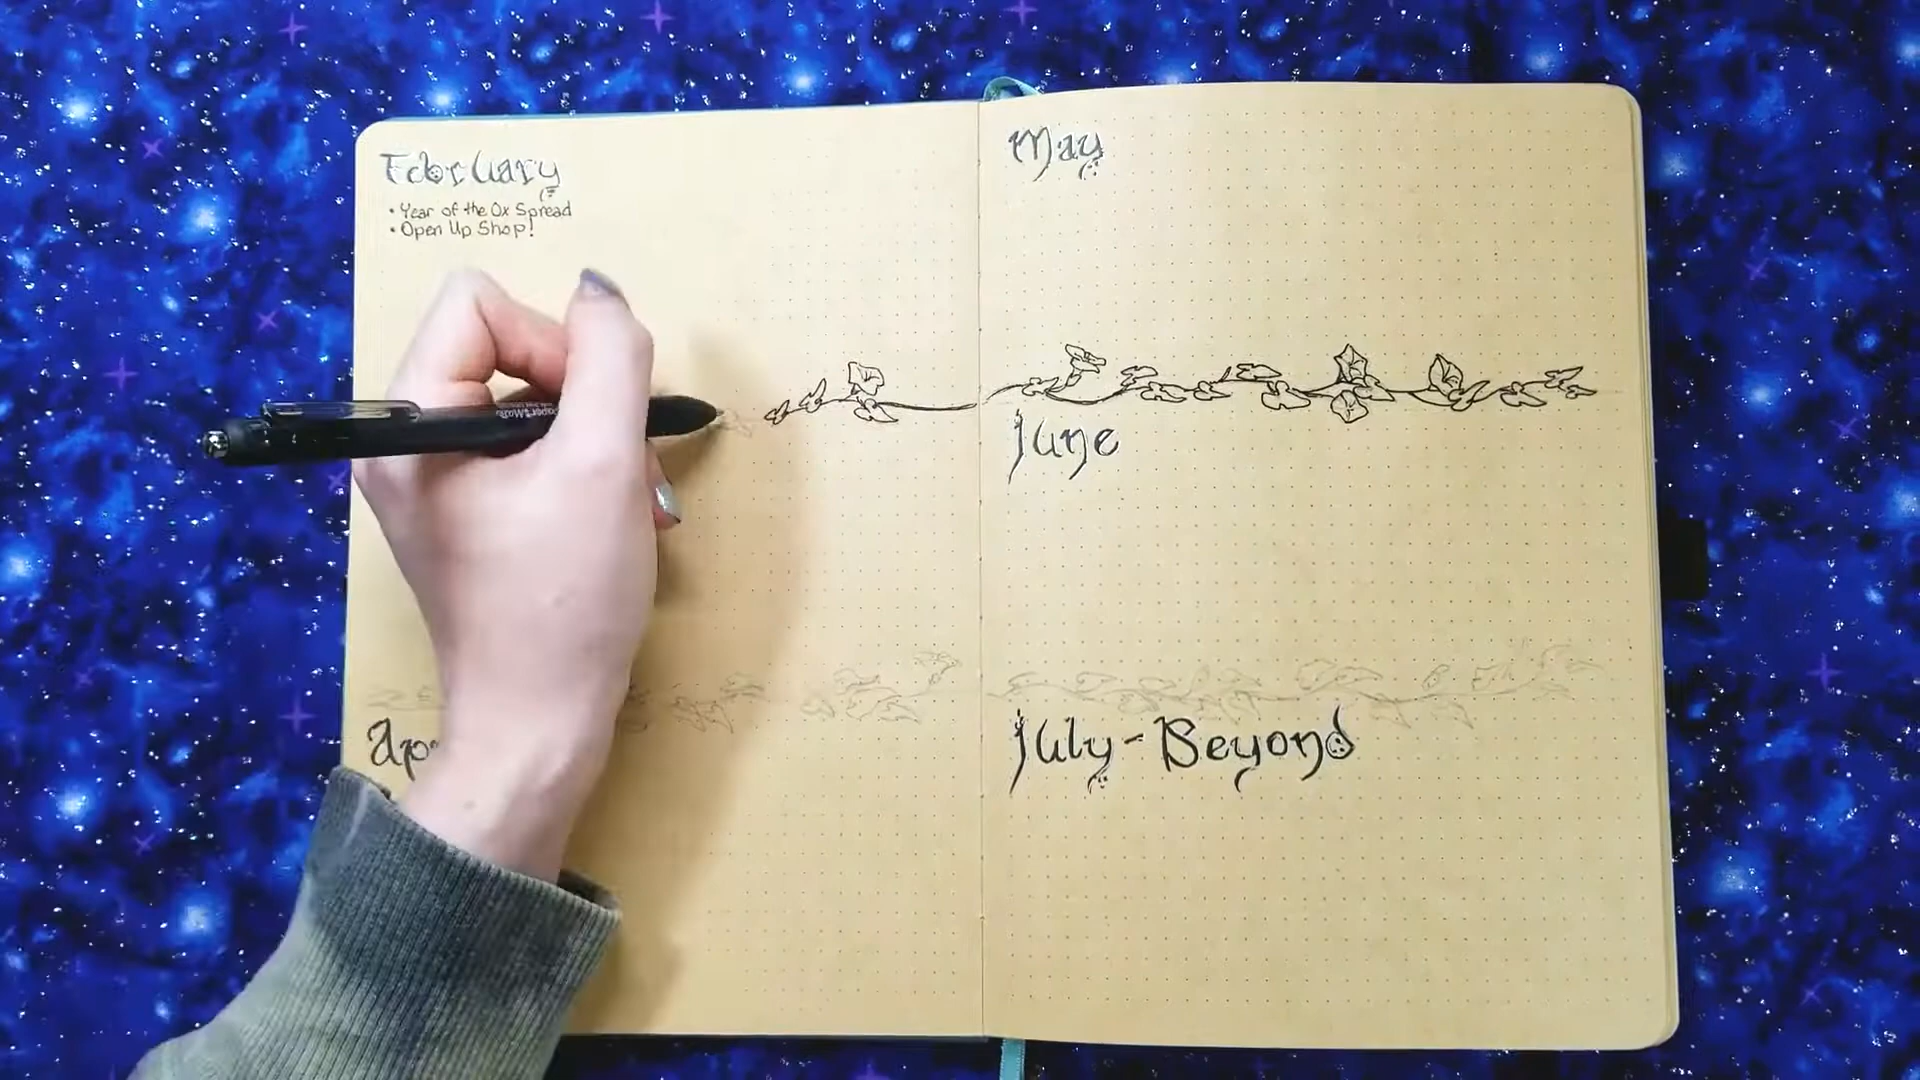 February
• Year of the Ox Spread
• Open Up Shop!
May
June
July - Beyond